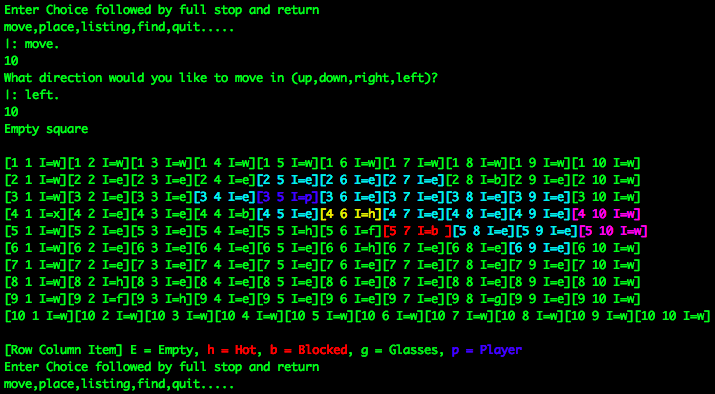 Enter Choice followed by full stop and return
move,place,listing,find,quit.....
|: move.
10
What direction would you like to move in (up,down,right,left)?
|: left.
10
Empty square
[1 1 I=w][1 2 I=w][1 3 I=w][1 4 I=w][1 5 I=w][1 6 I=w][1 7 I=w][1 8 I=w][1 9 I=w][1 10 I=w]
[2 1 I=w][2 2 I=e][2 3 I=e][2 4 I=e][2 5 I=e][2 6 I=e][2 7 I=e][2 8 I=b][2 9 I=e][2 10 I=w]
[3 1 I=w][3 2 I=e][3 3 I=e][3 4 I=e][3 5 I=p][3 6 I=e][3 7 I=e][3 8 I=e][3 9 I=e][3 10 I=w]
[4 1 I=x][4 2 I=e][4 3 I=e][4 4 I=b][4 5 I=e][4 6 I=h][4 7 I=e][4 8 I=e][4 9 I=e][4 10 I=w]
[5 1 I=w][5 2 I=e][5 3 I=e][5 4 I=e][5 5 I=h][5 6 I=f][5 7 I=b ][5 8 I=e][5 9 I=e][5 10 I=w]
[6 1 I=w][6 2 I=e][6 3 I=e][6 4 I=e][6 5 I=e][6 6 I=h][6 7 I=e][6 8 I=e][6 9 I=e][6 10 I=w]
[7 1 I=w][7 2 I=e][7 3 I=e][7 4 I=e][7 5 I=e][7 6 I=e][7 7 I=e][7 8 I=e][7 9 I=e][7 10 I=w]
[8 1 I=w][8 2 I=h][8 3 I=e][8 4 I=e][8 5 I=e][8 6 I=e][8 7 I=e][8 8 I=e][8 9 I=e][8 10 I=w]
[9 1 I=w][9 2 I=f][9 3 I=h][9 4 I=e][9 5 I=e][9 6 I=e][9 7 I=e][9 8 I=g][9 9 I=e][9 10 I=w]
[10 1 I=w][10 2 I=w][10 3 I=w][10 4 I=w][10 5 I=w][10 6 I=w][10 7 I=w][10 8 I=w][10 9 I=w][10 10 I=w]
[Row Column Item] E = Empty, h = Hot, b = Blocked, g = Glasses, p = Player
Enter Choice followed by full stop and return
move,place,listing,find,quit.....